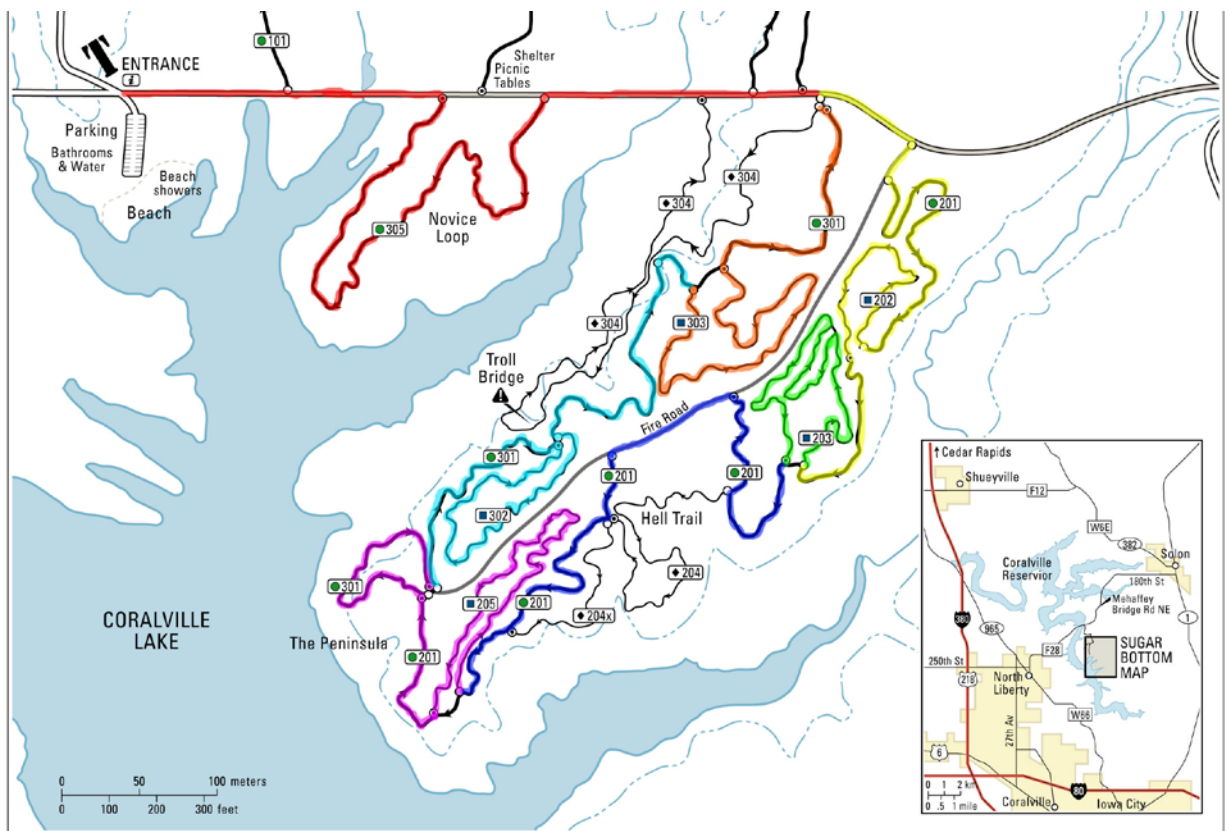 101
ENTRANCE
i
Shelter
Picnic
Tables
Parking
Bathrooms
& Water
Beach
showers
Beach
304
304
201
Novice
Loop
305
301
202
304
303
Troll
Bridge
Fire Road
203
301
201
201
302
Hell Trail
204
301
205
201
204x
CORALVILLE
LAKE
The Peninsula
201
0 50 100 meters
0 100 200 300 feet
Cedar Rapids
Shueyville
F12
W6E
382
Solon
Coralville
Reservior
180th St
Mehaffey
Bridge Rd NE
380
965
1
F28
SUGAR
BOTTOM
MAP
250th St
218
North
Liberty
27th Av
W66
6
0 1 2 km
0 .5 1 mile
Coralville
80
Iowa City